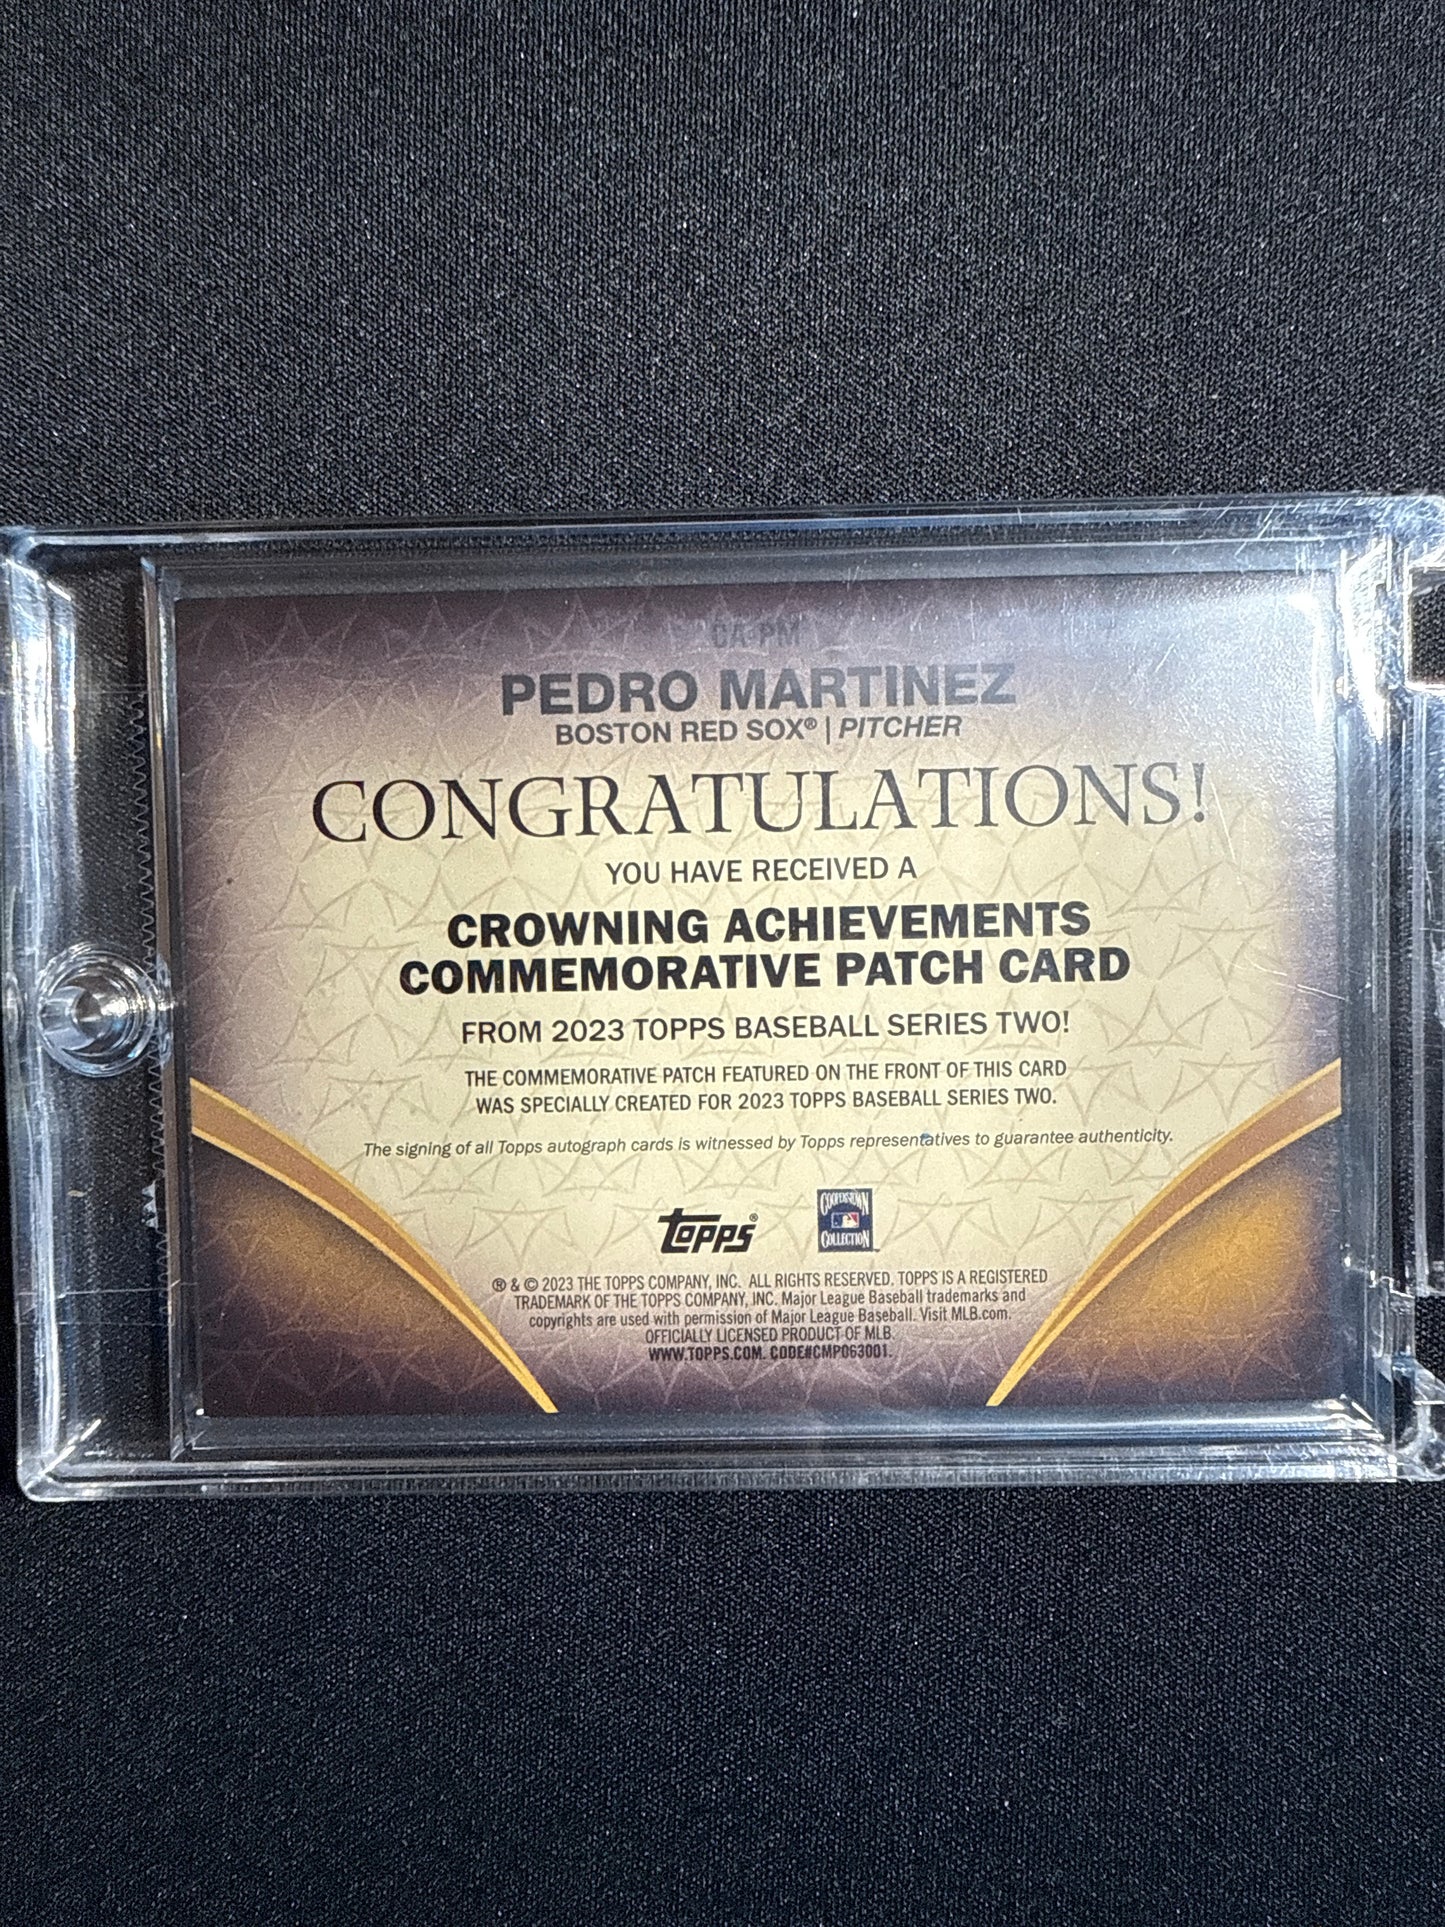 CA-PM
PEDRO MARTINEZ
BOSTON RED SOX® | PITCHER
CONGRATULATIONS!
YOU HAVE RECEIVED A
CROWNING ACHIEVEMENTS
COMMEMORATIVE PATCH CARD
FROM 2023 TOPPS BASEBALL SERIES TWO!
THE COMMEMORATIVE PATCH FEATURED ON THE FRONT OF THIS CARD
WAS SPECIALLY CREATED FOR 2023 TOPPS BASEBALL SERIES TWO.
The signing of all Topps autograph cards is witnessed by Topps representatives to guarantee authenticity.
topps®
COOPERSTOWN
COLLECTION™
® & © 2023 THE TOPPS COMPANY, INC. ALL RIGHTS RESERVED. TOPPS IS A REGISTERED
TRADEMARK OF THE TOPPS COMPANY, INC. Major League Baseball trademarks and
copyrights are used with permission of Major League Baseball. Visit MLB.com.
OFFICIALLY LICENSED PRODUCT OF MLB.
WWW.TOPPS.COM. CODE#CMP063001.